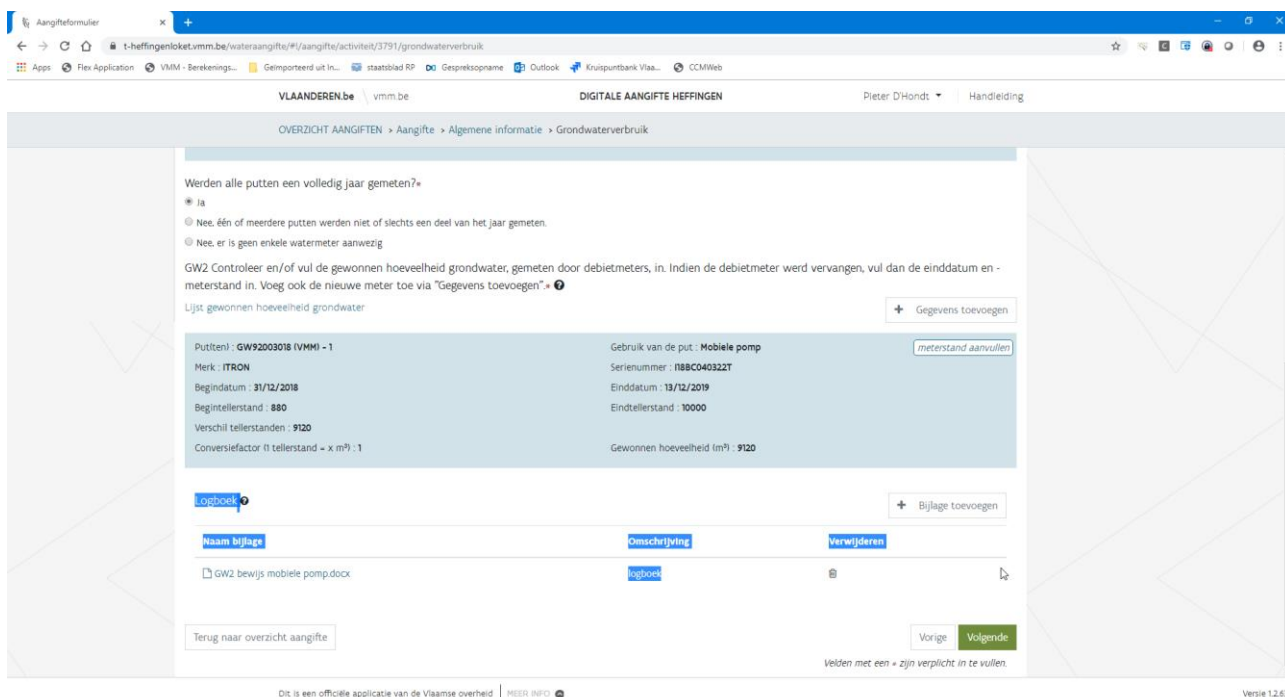 Aangifteformulier
t-heffingenloket.vmm.be/wateraangifte/#!/aangifte/activiteit/3791/grondwaterverbruik
Apps Flex Application VMM - Berekenings... Geïmporteerd uit In... staatsblad RP Gespreksopname Outlook Kruispuntbank Vlaa... CCMWeb
VLAANDEREN.be vmm.be DIGITALE AANGIFTE HEFFINGEN Pieter D'Hondt Handleiding
OVERZICHT AANGIFTEN > Aangifte > Algemene informatie > Grondwaterverbruik
Werden alle putten een volledig jaar gemeten?*
Ja
Nee, één of meerdere putten werden niet of slechts een deel van het jaar gemeten.
Nee, er is geen enkele watermeter aanwezig
GW2 Controleer en/of vul de gewonnen hoeveelheid grondwater, gemeten door debietmeters, in. Indien de debietmeter werd vervangen, vul dan de einddatum en -
meterstand in. Voeg ook de nieuwe meter toe via "Gegevens toevoegen".*
Lijst gewonnen hoeveelheid grondwater + Gegevens toevoegen
Put(ten) : GW92003018 (VMM) - 1 Gebruik van de put : Mobiele pomp meterstand aanvullen
Merk : ITRON Serienummer : I18BC040322T
Begindatum : 31/12/2018 Einddatum : 13/12/2019
Begintellerstand : 880 Eindtellerstand : 10000
Verschil tellerstanden : 9120
Conversiefactor (1 tellerstand = x m³) : 1 Gewonnen hoeveelheid (m³) : 9120
Logboek + Bijlage toevoegen
Naam bijlage Omschrijving Verwijderen
GW2 bewijs mobiele pomp.docx logboek
Terug naar overzicht aangifte Vorige Volgende
Velden met een * zijn verplicht in te vullen.
Dit is een officiële applicatie van de Vlaamse overheid MEER INFO Versie 1.2.6